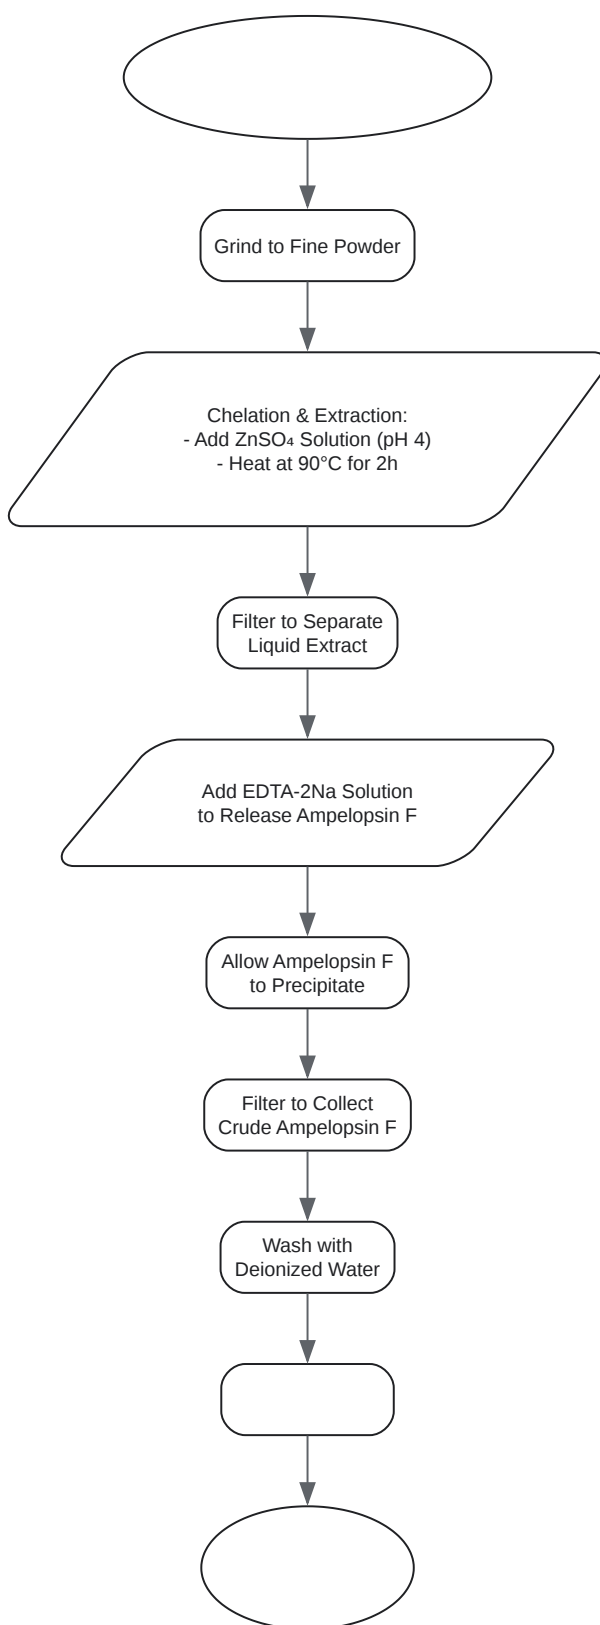 Grind to Fine Powder
Chelation & Extraction:
- Add ZnSO₄ Solution (pH 4)
- Heat at 90°C for 2h
Filter to Separate
Liquid Extract
Add EDTA-2Na Solution
to Release Ampelopsin F
Allow Ampelopsin F
to Precipitate
Filter to Collect
Crude Ampelopsin F
Wash with
Deionized Water